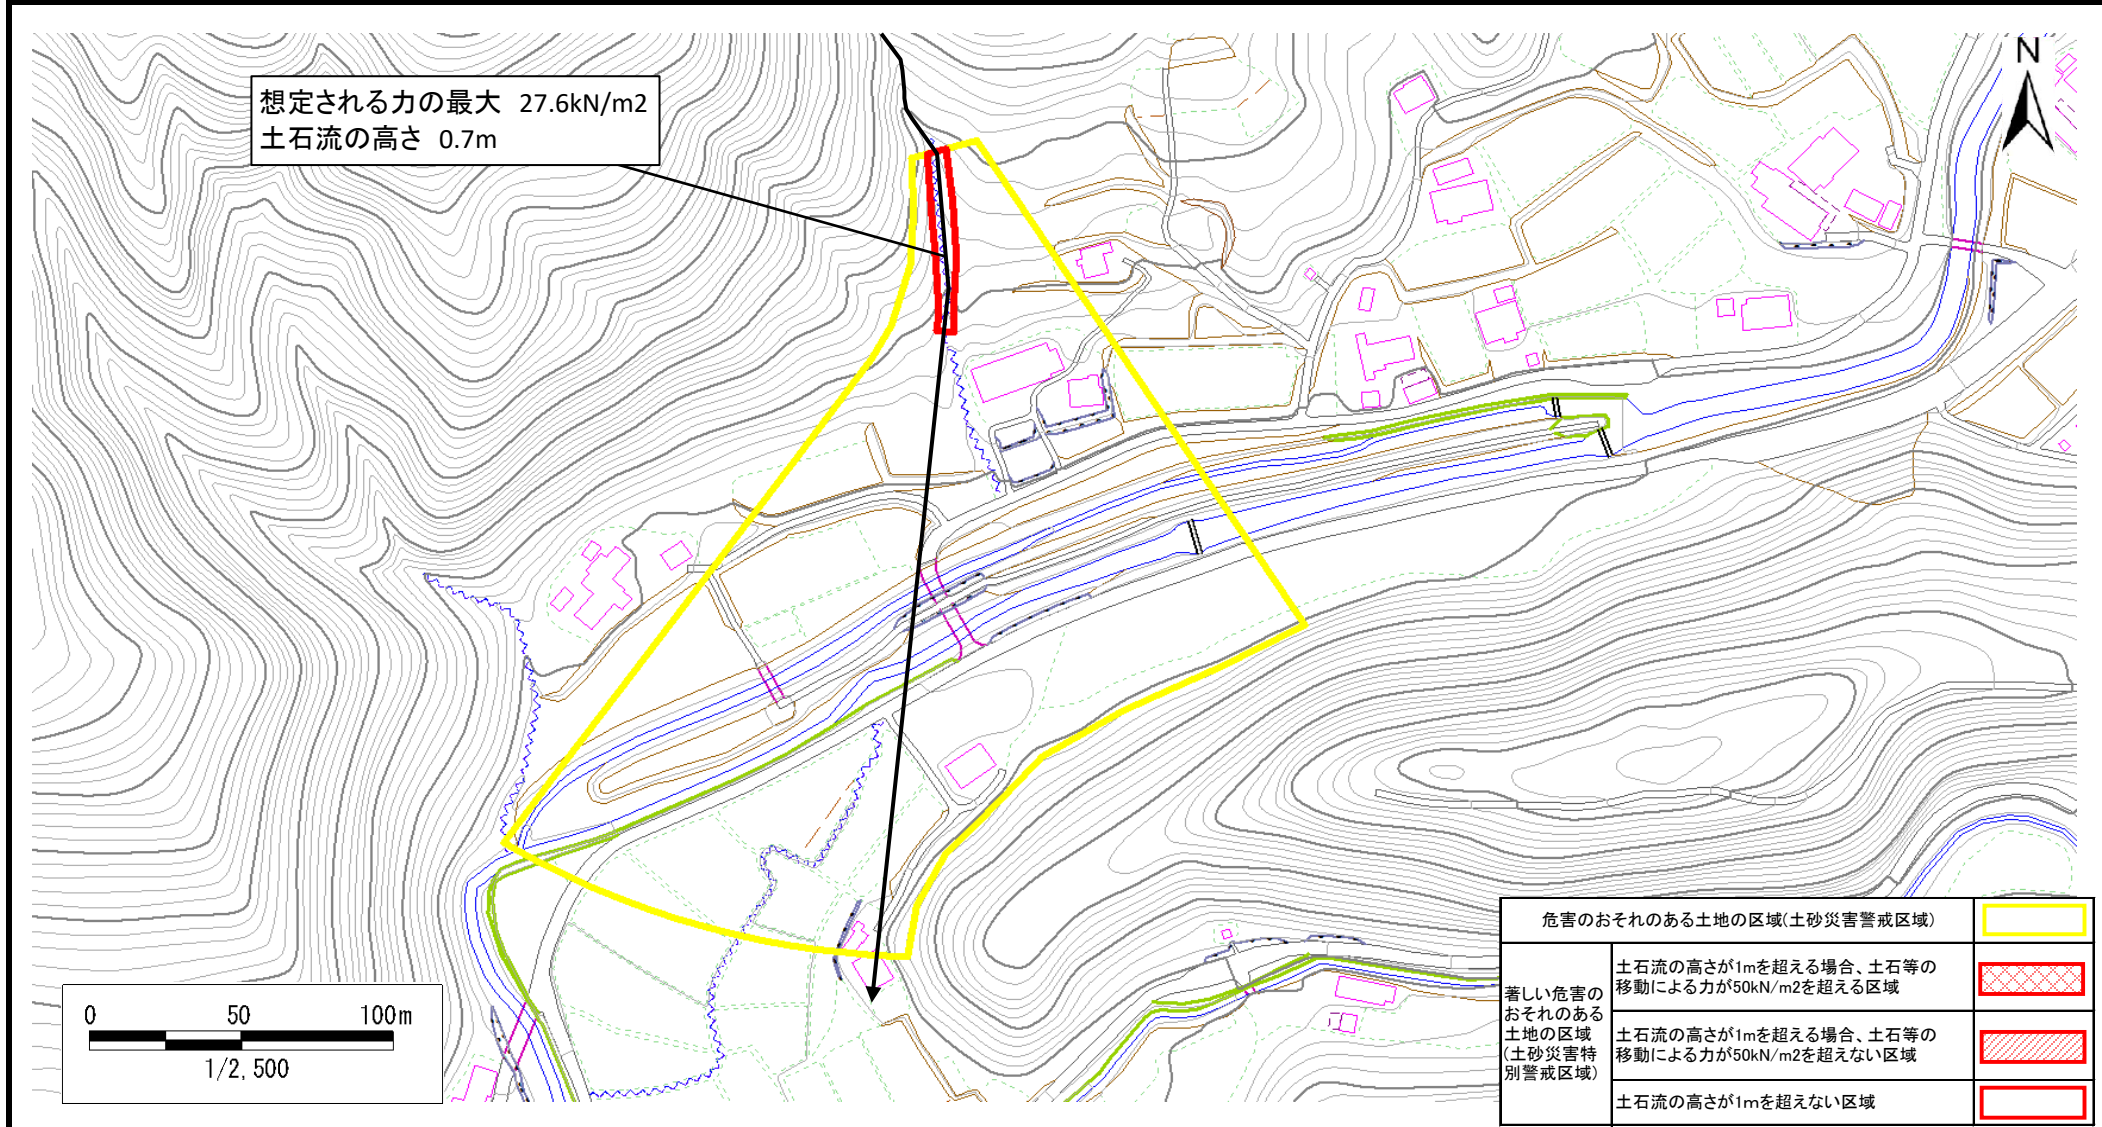 想定される力の最大 27.6kN/m2
土石流の高さ 0.7m
N
0 50 100m
1/2,500
危害のおそれのある土地の区域(土砂災害警戒区域)
著しい危害の
おそれのある
土地の区域
(土砂災害特
別警戒区域)
土石流の高さが1mを超える場合、土石等の
移動による力が50kN/m2を超える区域
土石流の高さが1mを超える場合、土石等の
移動による力が50kN/m2を超えない区域
土石流の高さが1mを超えない区域